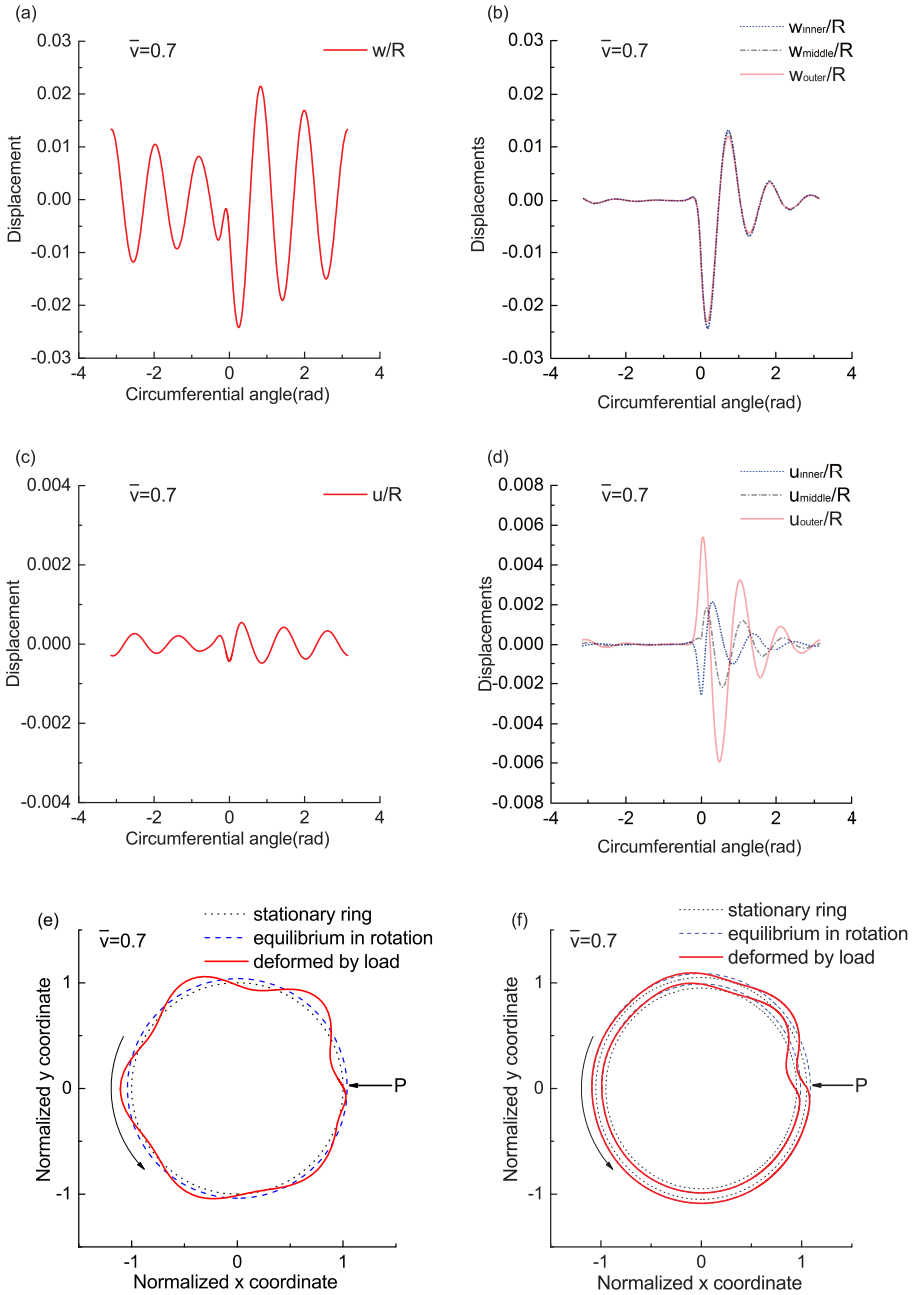 (a)
v̅=0.7
w/R
0.03
0.02
0.01
0.00
-0.01
-0.02
-0.03
-4
-2
0
2
4
Displacement
Circumferential angle(rad)
(b)
v̅=0.7
winner/R
wmiddle/R
wouter/R
0.03
0.02
0.01
0.00
-0.01
-0.02
-0.03
-4
-2
0
2
4
Displacements
Circumferential angle(rad)
(c)
v̅=0.7
u/R
0.004
0.002
0.000
-0.002
-0.004
-4
-2
0
2
4
Displacement
Circumferential angle(rad)
(d)
v̅=0.7
uinner/R
umiddle/R
uouter/R
0.008
0.006
0.004
0.002
0.000
-0.002
-0.004
-0.006
-0.008
-4
-2
0
2
4
Displacements
Circumferential angle(rad)
(e)
v̅=0.7
stationary ring
equilibrium in rotation
deformed by load
1
0
-1
-1
0
1
P
Normalized y coordinate
Normalized x coordinate
(f)
v̅=0.7
stationary ring
equilibrium in rotation
deformed by load
1
0
-1
-1
0
1
P
Normalized y coordinate
Normalized x coordinate